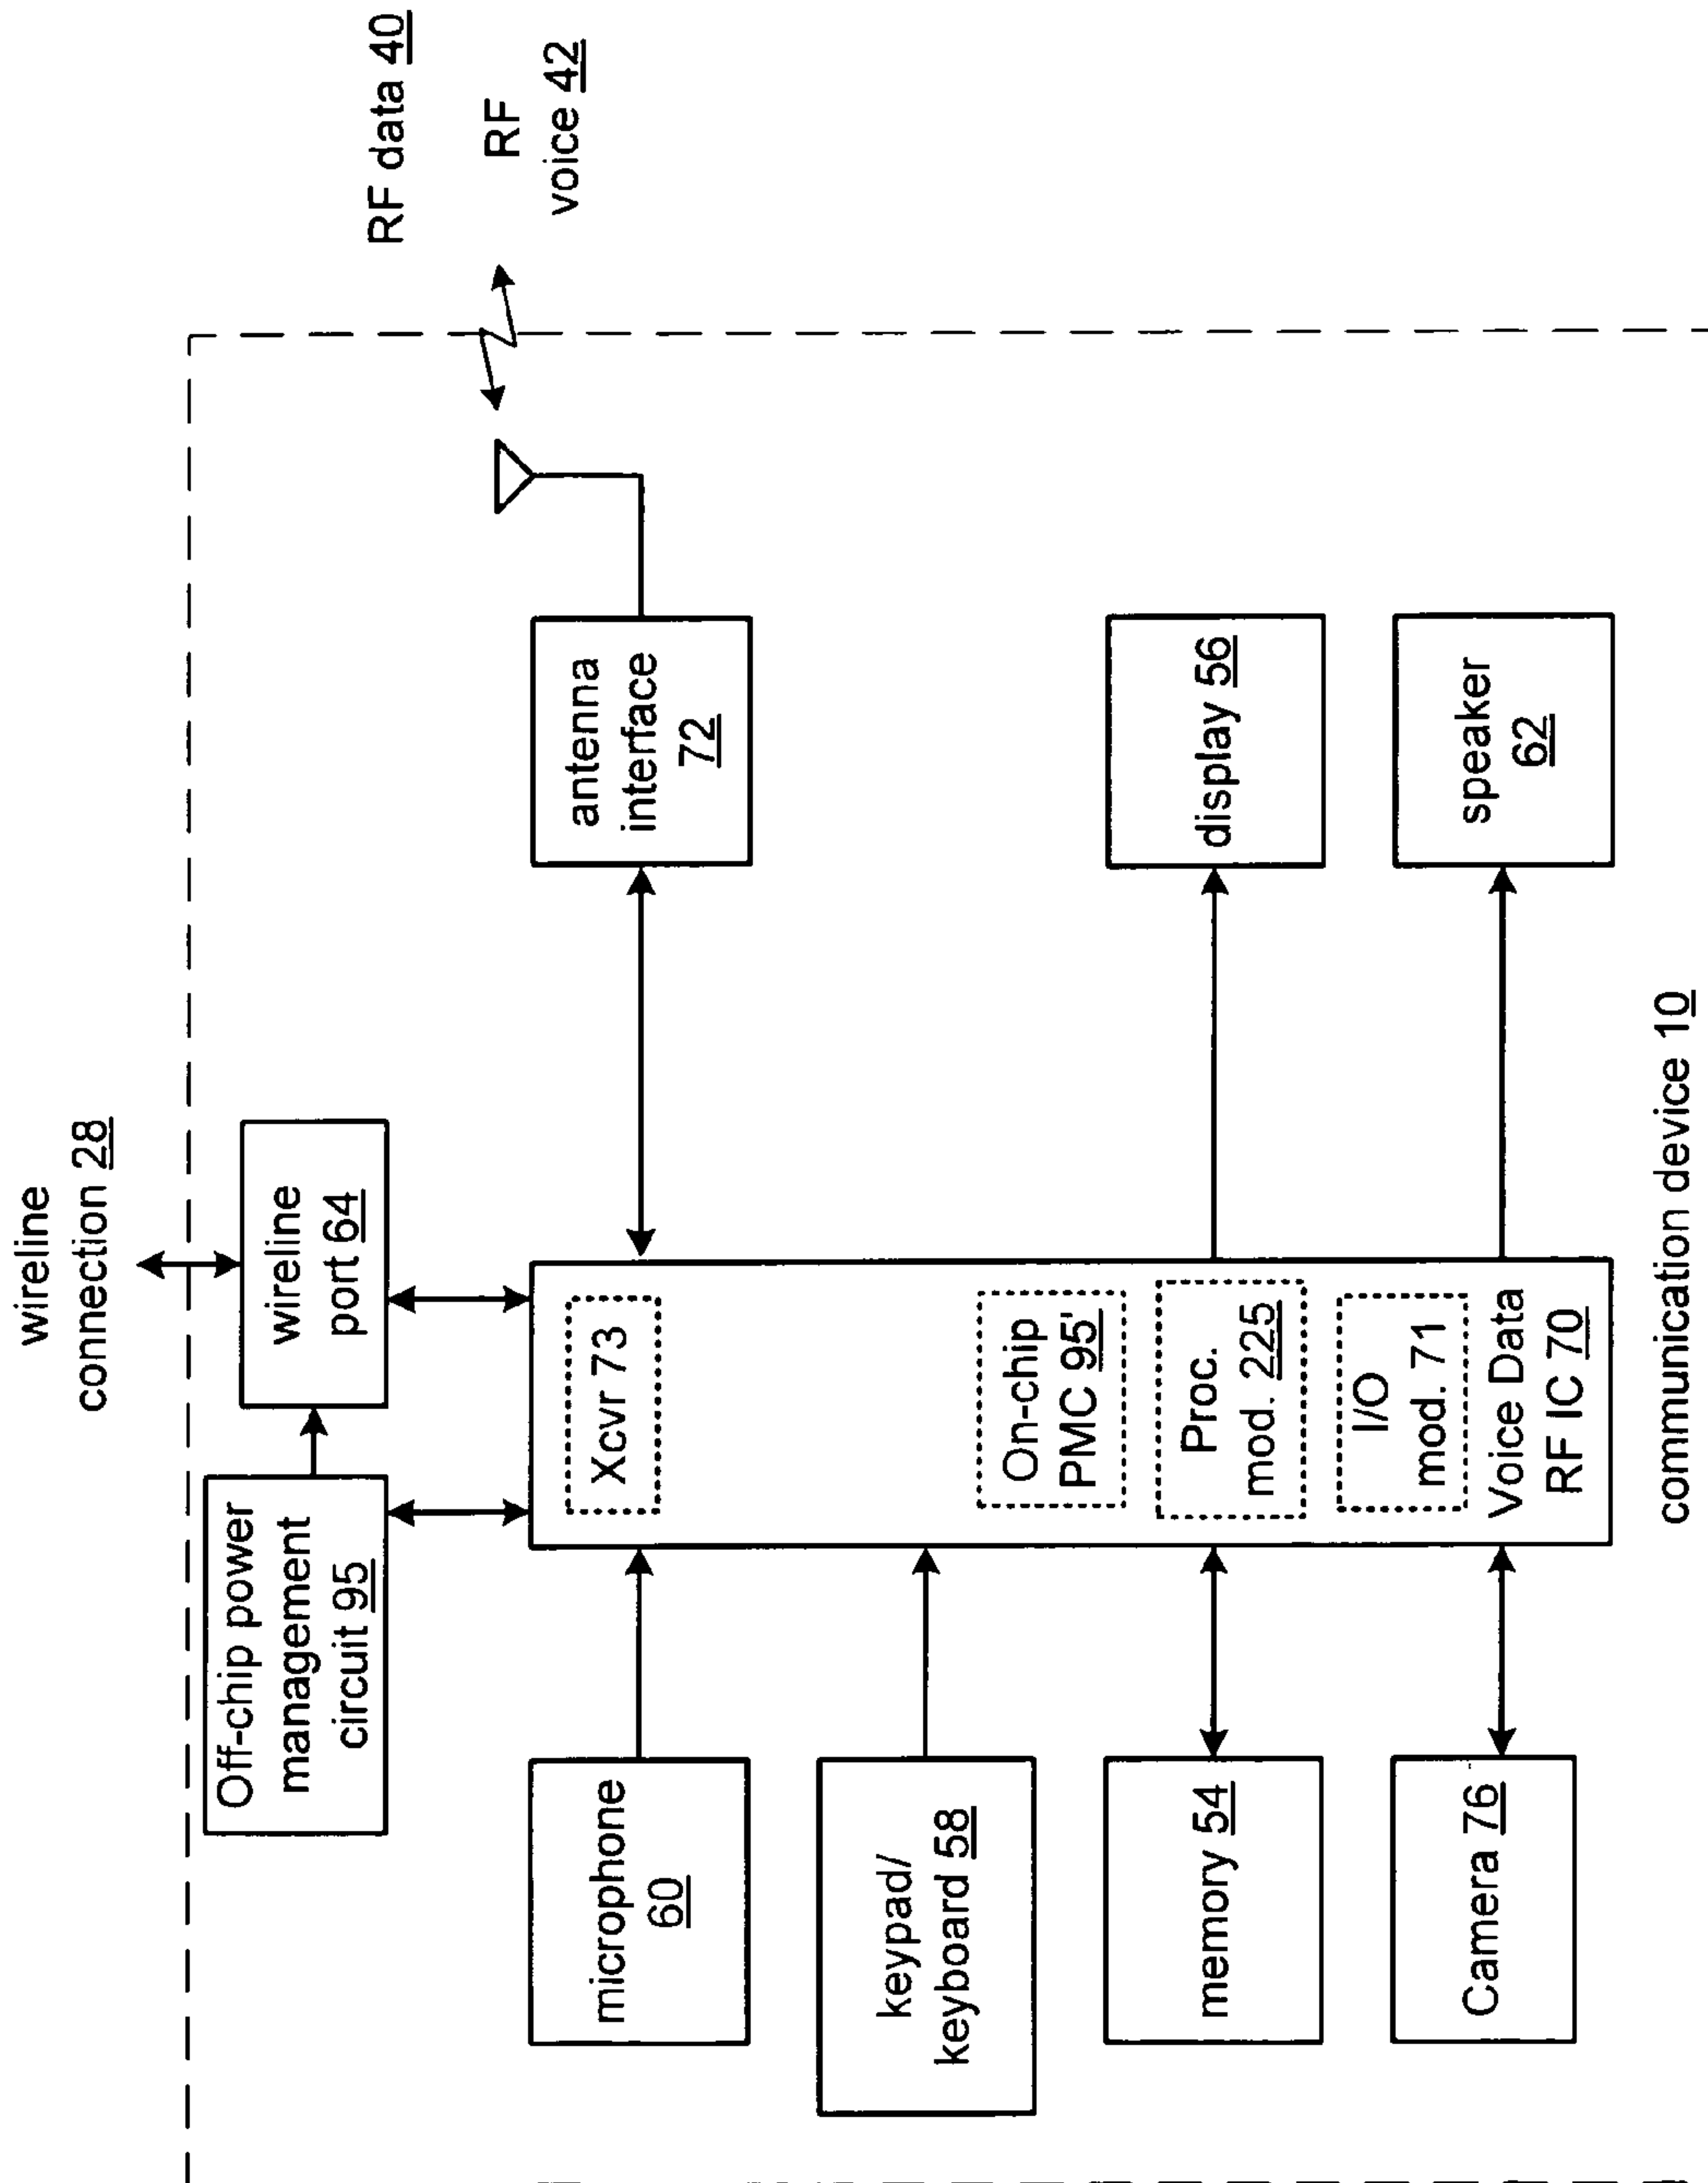 wireline
connection 28
RF data 40
RF
voice 42
Off-chip power
management
circuit 95
wireline
port 64
microphone
60
keypad/
keyboard 58
memory 54
Camera 76
Xcvr 73
On-chip
PMC 95'
Proc.
mod. 225
I/O
mod. 71
Voice Data
RF IC 70
antenna
interface
72
display 56
speaker
62
communication device 10